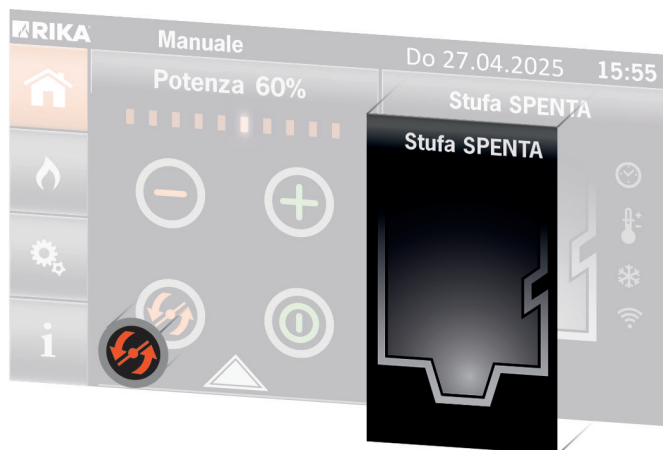 RIKA
Manuale
Do 27.04.2025
15:55
Potenza 60%
Stufa SPENTA
Stufa SPENTA
i